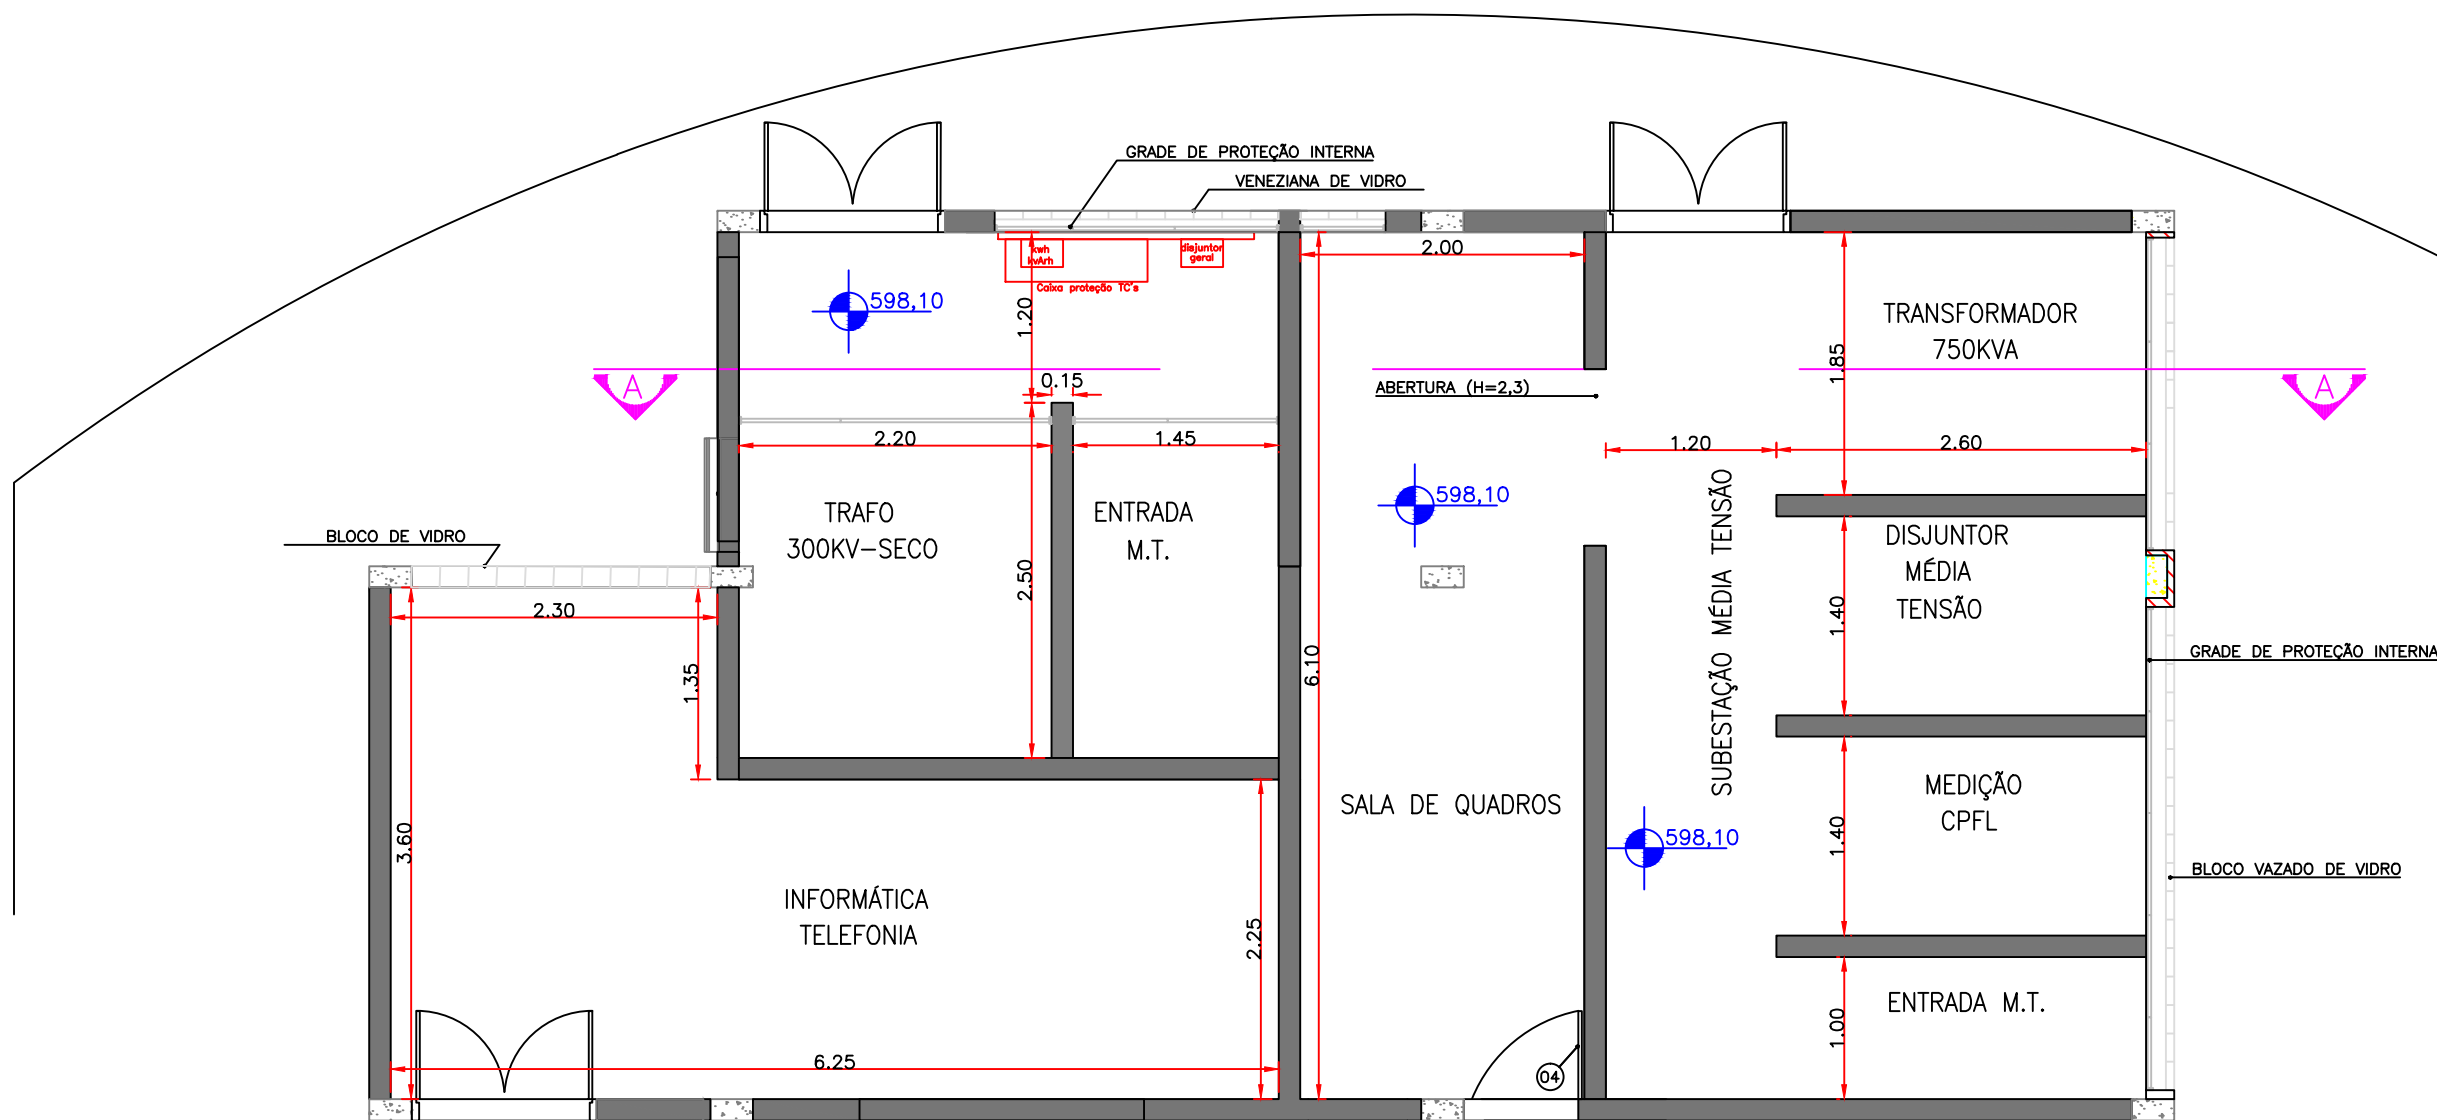 GRADE DE PROTEÇÃO INTERNA
VENEZIANA DE VIDRO
kwh
kvArh
disjuntor
geral
Caixa proteção TC's
2.00
598,10
1.20
TRANSFORMADOR
750KVA
1.85
A
0.15
ABERTURA (H=2,3)
A
2.20
1.45
1.20
2.60
598,10
TRAFO
300KV-SECO
ENTRADA
M.T.
SUBESTAÇÃO MÉDIA TENSÃO
DISJUNTOR
MÉDIA
TENSÃO
BLOCO DE VIDRO
2.50
2.30
1.40
1.35
6.10
GRADE DE PROTEÇÃO INTERNA
SALA DE QUADROS
MEDIÇÃO
CPFL
3.60
598,10
1.40
BLOCO VAZADO DE VIDRO
INFORMÁTICA
TELEFONIA
2.25
ENTRADA M.T.
1.00
6.25
04